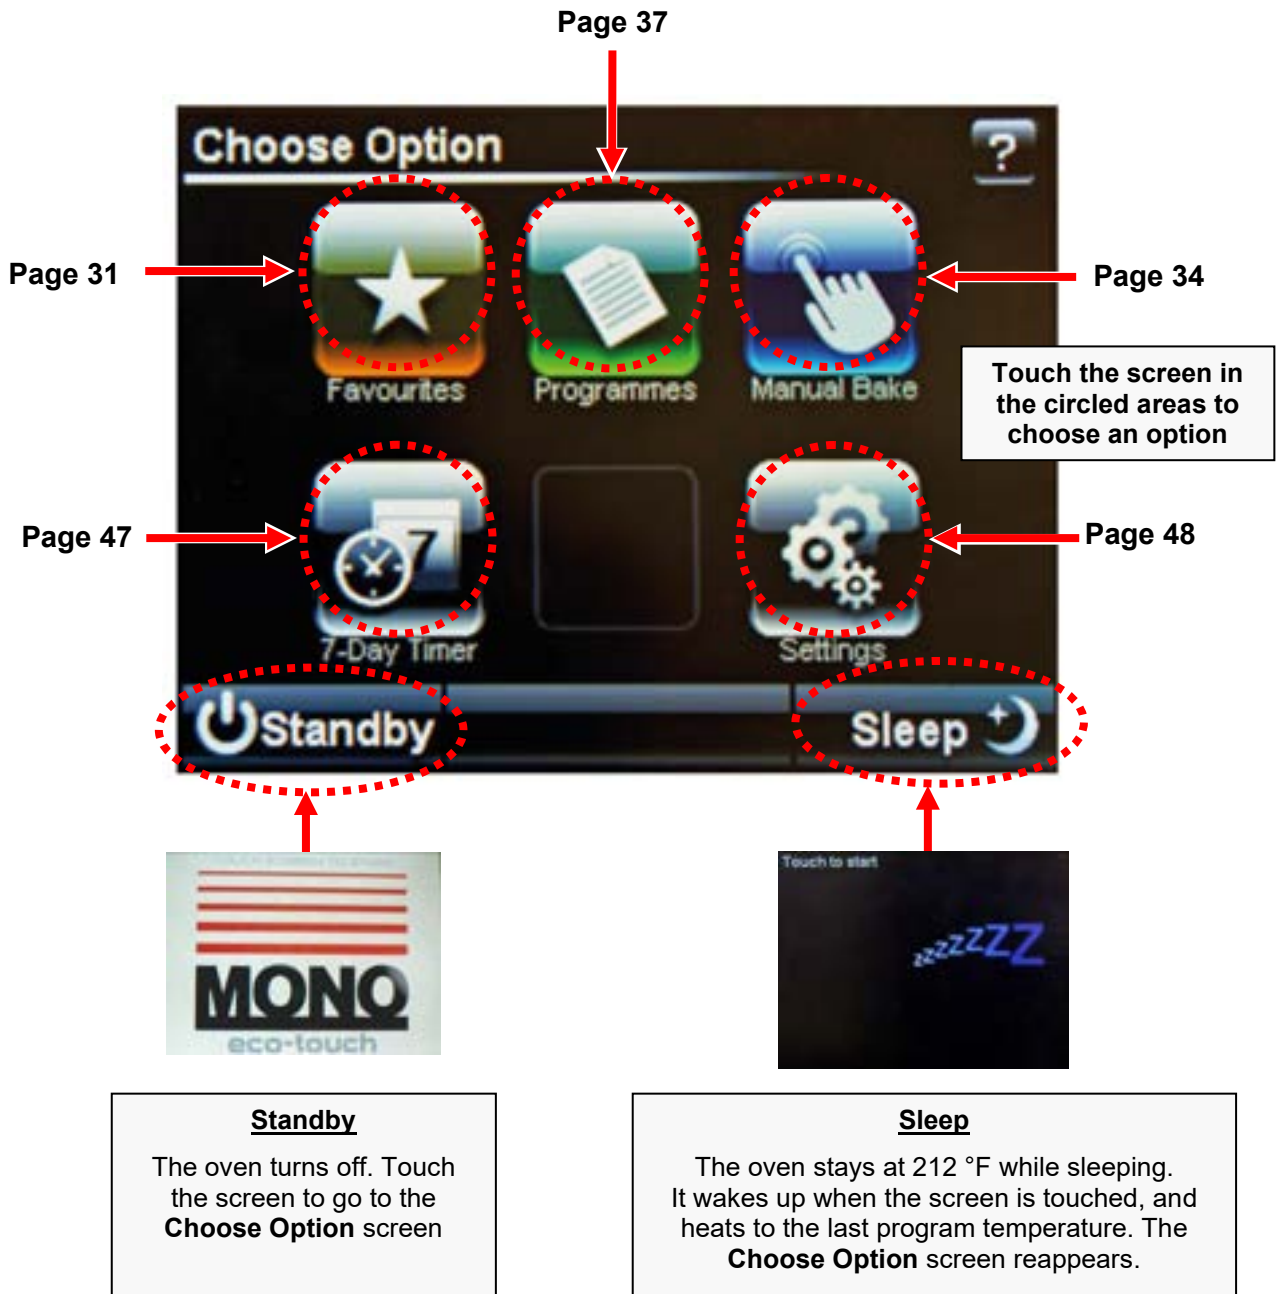 Page 37
Choose Option
?
Page 31
Page 34
Favourites
Programmes
Manual Bake
Touch the screen in
the circled areas to
choose an option
7
Page 47
Page 48
7-Day Timer
Settings
Standby
Sleep
Touch to start
zzzzzZZ
MONO
eco-touch
Standby
The oven turns off. Touch
the screen to go to the
Choose Option screen
Sleep
The oven stays at 212 °F while sleeping.
It wakes up when the screen is touched, and
heats to the last program temperature. The
Choose Option screen reappears.